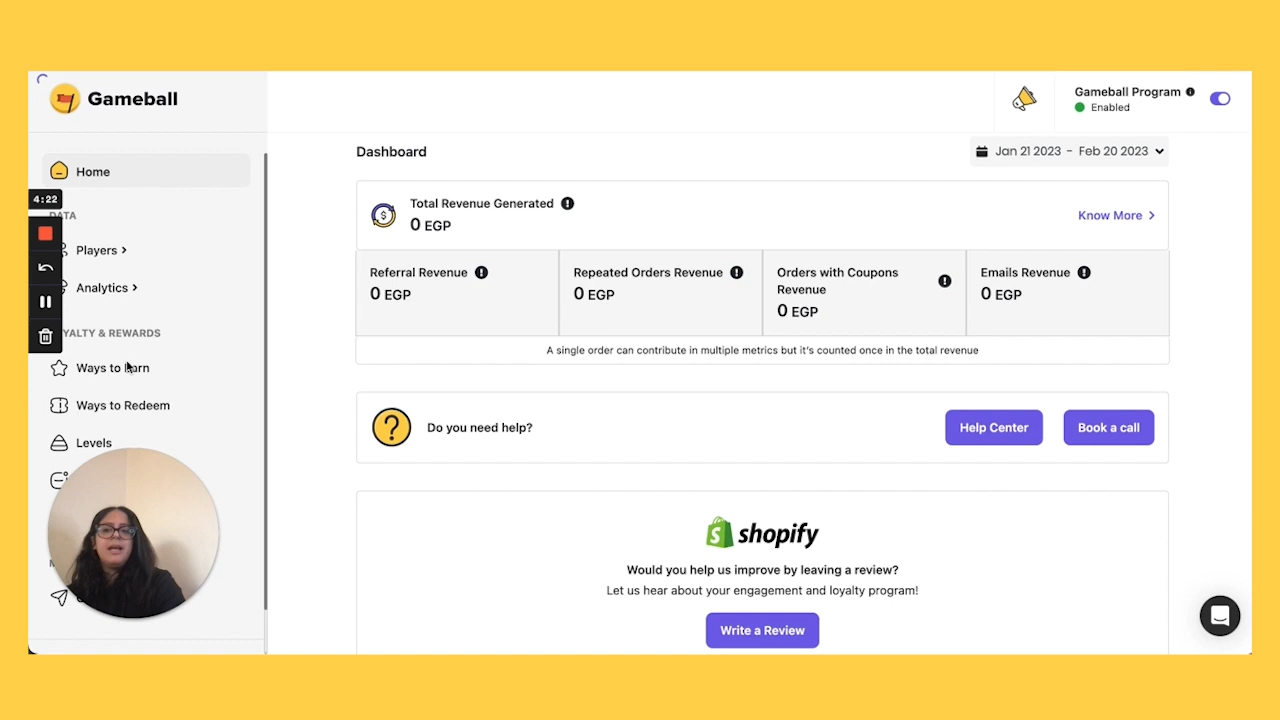 Gameball
Gameball Program
Enabled
Home
4:22
DATA
Players
Analytics
YALTY & REWARDS
Ways to Earn
Ways to Redeem
Levels
Dashboard
Jan 21 2023 - Feb 20 2023
Total Revenue Generated
0 EGP
Know More
Referral Revenue
0 EGP
Repeated Orders Revenue
0 EGP
Orders with Coupons
Revenue
0 EGP
Emails Revenue
0 EGP
A single order can contribute in multiple metrics but it's counted once in the total revenue
Do you need help?
Help Center
Book a call
shopify
Would you help us improve by leaving a review?
Let us hear about your engagement and loyalty program!
Write a Review